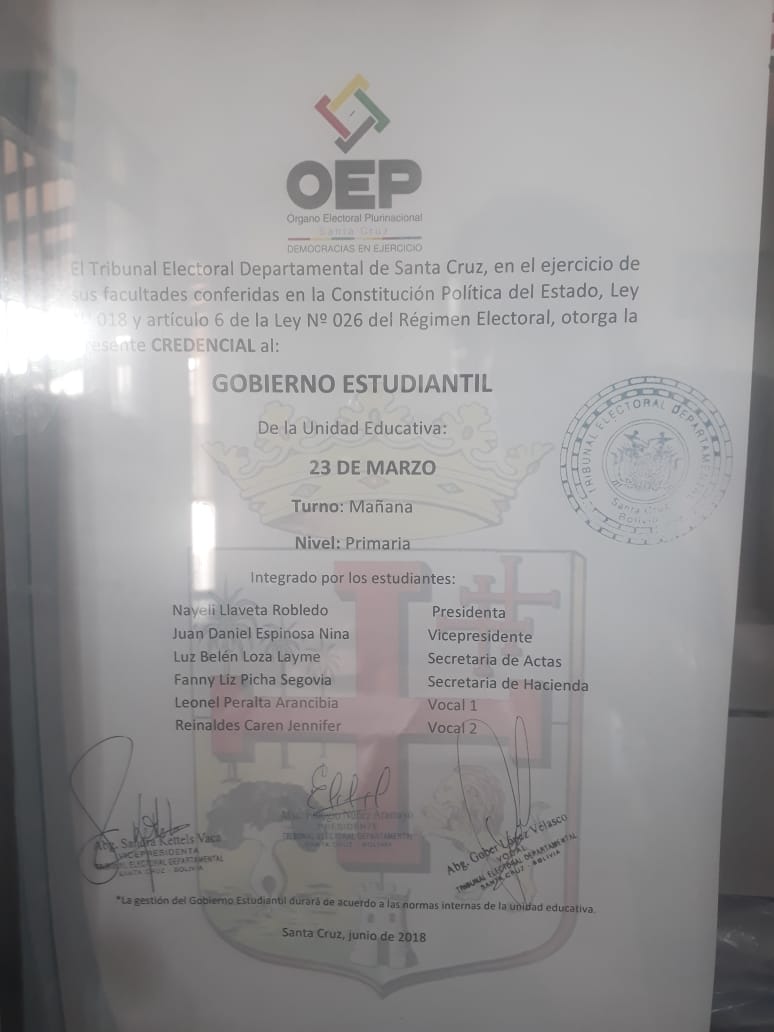 OEP
Órgano Electoral Plurinacional
Santa Cruz
DEMOCRACIAS EN EJERCICIO
El Tribunal Electoral Departamental de Santa Cruz, en el ejercicio de
sus facultades conferidas en la Constitución Política del Estado, Ley
018 y artículo 6 de la Ley Nº 026 del Régimen Electoral, otorga la
presente CREDENCIAL al:
GOBIERNO ESTUDIANTIL
De la Unidad Educativa:
23 DE MARZO
Turno: Mañana
Nivel: Primaria
Integrado por los estudiantes:
Nayeli Llaveta Robledo Presidenta
Juan Daniel Espinosa Nina Vicepresidente
Luz Belén Loza Layme Secretaria de Actas
Fanny Liz Picha Segovia Secretaria de Hacienda
Leonel Peralta Arancibia Vocal 1
Reinaldes Caren Jennifer Vocal 2
TRIBUNAL ELECTORAL DEPARTAMENTAL
Santa Cruz
Bolivia
Abg. Sandra Kettels Vaca
VICEPRESIDENTA
TRIBUNAL ELECTORAL DEPARTAMENTAL
SANTA CRUZ - BOLIVIA
Núñez
PRESIDENTE
TRIBUNAL ELECTORAL DEPARTAMENTAL
SANTA CRUZ - BOLIVIA
Abg. Gober López Velasco
VOCAL
TRIBUNAL ELECTORAL DEPARTAMENTAL
SANTA CRUZ - BOLIVIA
*La gestión del Gobierno Estudiantil durará de acuerdo a las normas internas de la unidad educativa.
Santa Cruz, junio de 2018